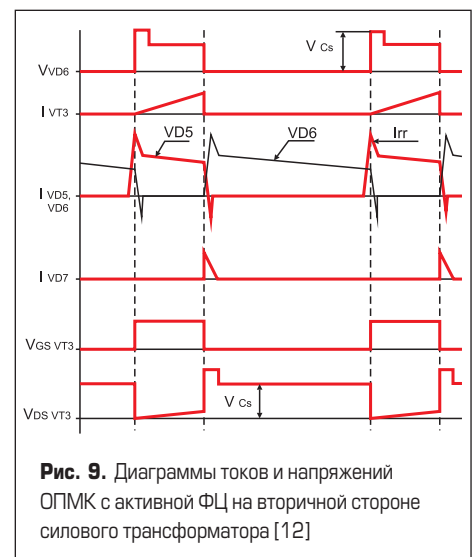 V Cs
VVD6
I VT3
VD5 VD6 Irr
I VD5, VD6
I VD7
VGS VT3
V Cs
VDS VT3
Рис. 9. Диаграммы токов и напряжений
ОПМК с активной ФЦ на вторичной стороне
силового трансформатора [12]